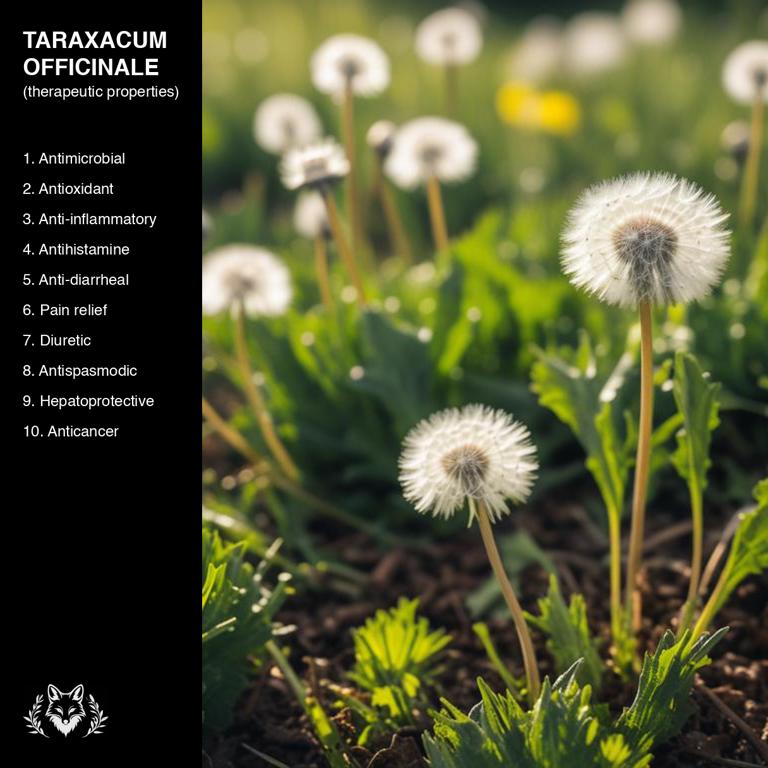 TARAXACUM
OFFICINALE
(therapeutic properties)
1. Antimicrobial
2. Antioxidant
3. Anti-inflammatory
4. Antihistamine
5. Anti-diarrheal
6. Pain relief
7. Diuretic
8. Antispasmodic
9. Hepatoprotective
10. Anticancer